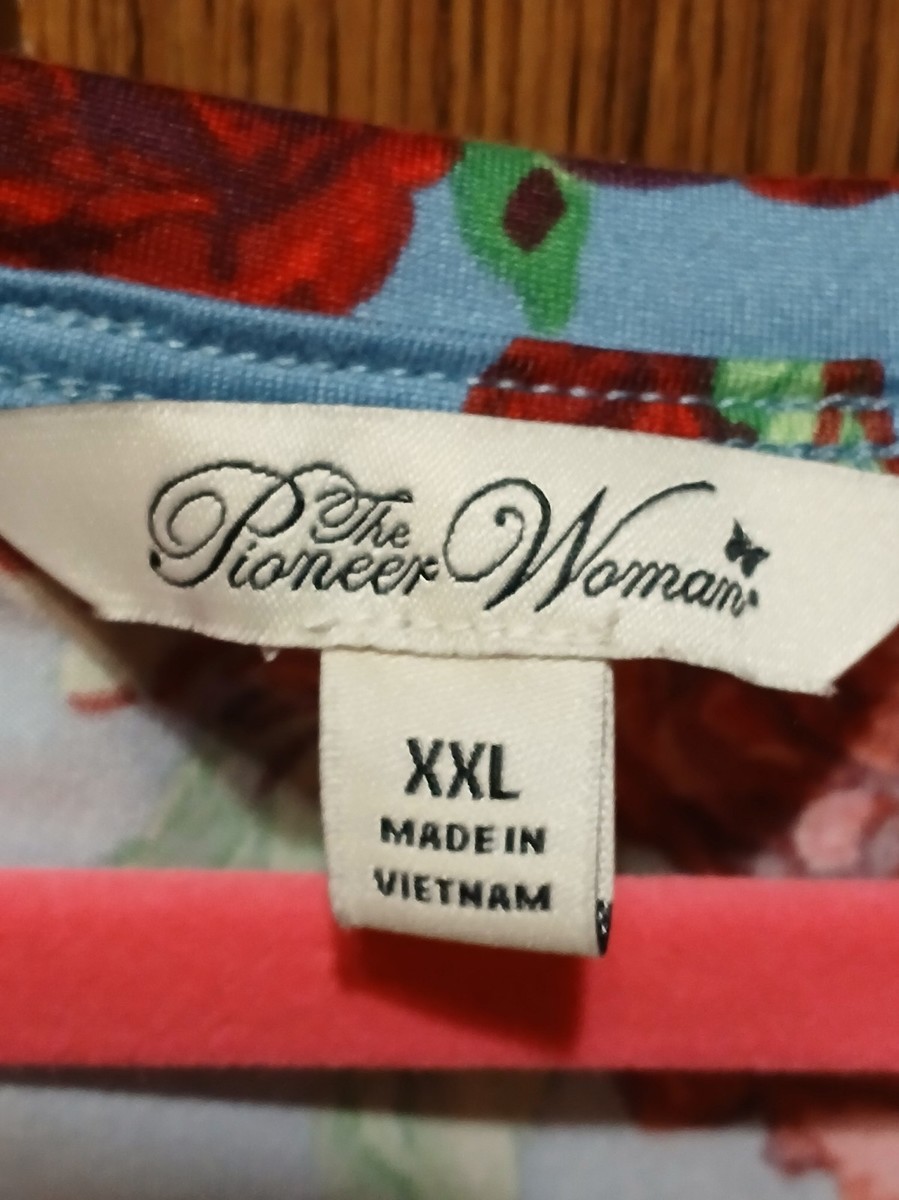 The
Pioneer Woman
XXL
MADE IN
VIETNAM